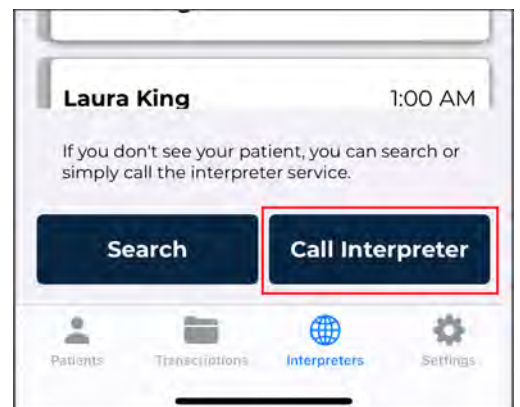 Laura King 1:00 AM
If you don't see your patient, you can search or
simply call the interpreter service.
Search Call Interpreter
Patients Transcriptions Interpreters Settings